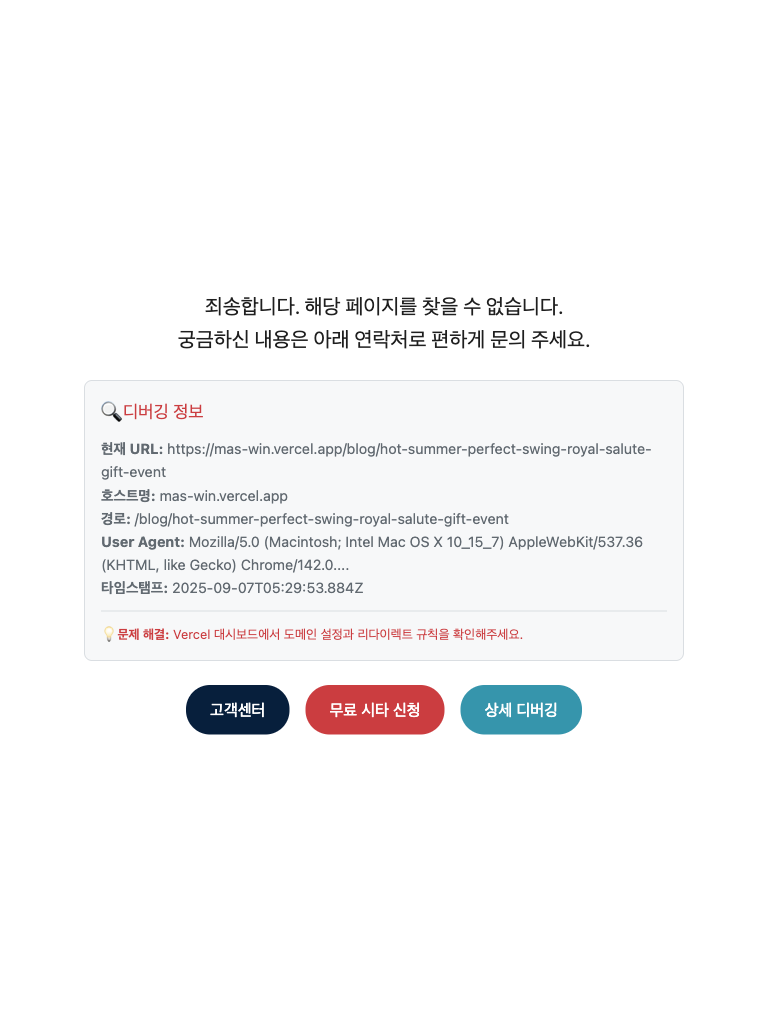 죄송합니다. 해당 페이지를 찾을 수 없습니다.
궁금하신 내용은 아래 연락처로 편하게 문의 주세요.
🔍디버깅 정보
현재 URL: https://mas-win.vercel.app/blog/hot-summer-perfect-swing-royal-salute-
gift-event
호스트명: mas-win.vercel.app
경로: /blog/hot-summer-perfect-swing-royal-salute-gift-event
User Agent: Mozilla/5.0 (Macintosh; Intel Mac OS X 10_15_7) AppleWebKit/537.36
(KHTML, like Gecko) Chrome/142.0....
타임스탬프: 2025-09-07T05:29:53.884Z
💡문제 해결: Vercel 대시보드에서 도메인 설정과 리다이렉트 규칙을 확인해주세요.
고객센터
무료 시타 신청
상세 디버깅